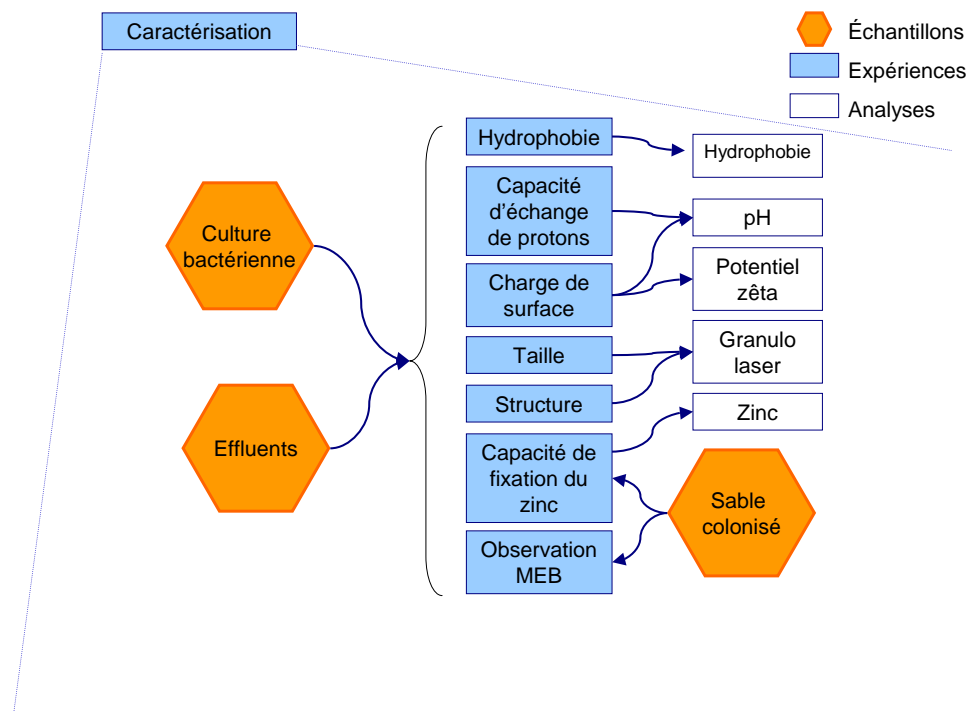 Caractérisation
Échantillons
Expériences
Analyses
Hydrophobie
Hydrophobie
Capacité
d'échange
de protons
pH
Culture
bactérienne
Charge de
surface
Potentiel
zêta
Taille
Granulo
laser
Structure
Zinc
Effluents
Capacité de
fixation du
zinc
Sable
colonisé
Observation
MEB